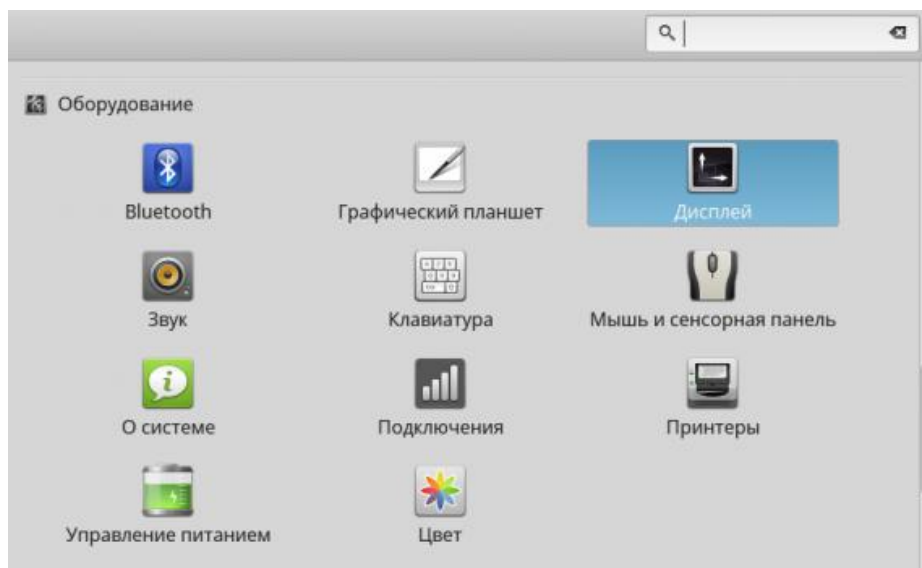 Оборудование
Bluetooth
Графический планшет
Дисплей
Звук
Клавиатура
Мышь и сенсорная панель
О системе
Подключения
Принтеры
Управление питанием
Цвет